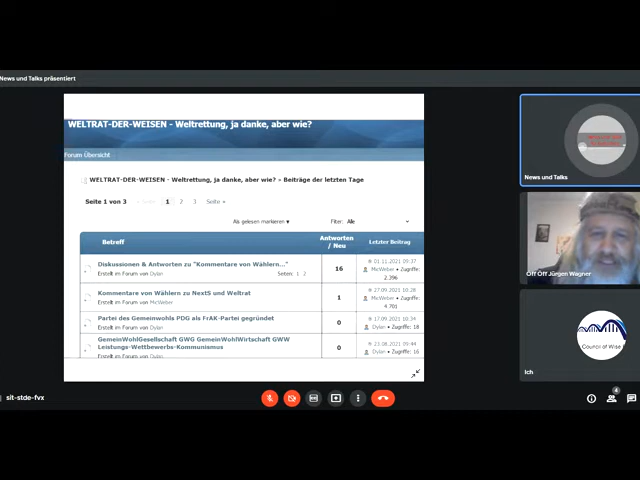 News und Talks präsentiert
WELTRAT-DER-WEISEN - Weltrettung, ja danke, aber wie?
Forum Übersicht
WELTRAT-DER-WEISEN - Weltrettung, ja danke, aber wie? - Beiträge der letzten Tage
Seite 1 von 3
1 2 3 Seite »
Als gelesen markieren ▾ Filter: Alle
Betreff Antworten / Neu Letzter Beitrag
Diskussionen & Antworten zu "Kommentare von Wählern..."
Erstellt im Forum von Dylan
Seiten: 1 2
16
01.11.2021 09:37
McWeber • Zugriffe:
2.396
Kommentare von Wählern zu NextS und Weltrat
Erstellt im Forum von McWeber
1
27.09.2021 10:28
McWeber • Zugriffe:
4.701
Partei des Gemeinwohls PDG als FrAK-Partei gegründet
Erstellt im Forum von Dylan
0
17.09.2021 10:34
Dylan • Zugriffe: 18
GemeinWohlGesellschaft GWG GemeinWohlWirtschaft GWW
Leistungs-Wettbewerbs-Kommunismus
Erstellt im Forum von Dylan
0
23.08.2021 09:44
Dylan • Zugriffe: 16
News und Talks
Off Off Jürgen Wagner
Council of Wise
Ich
sit-stde-fvx
4